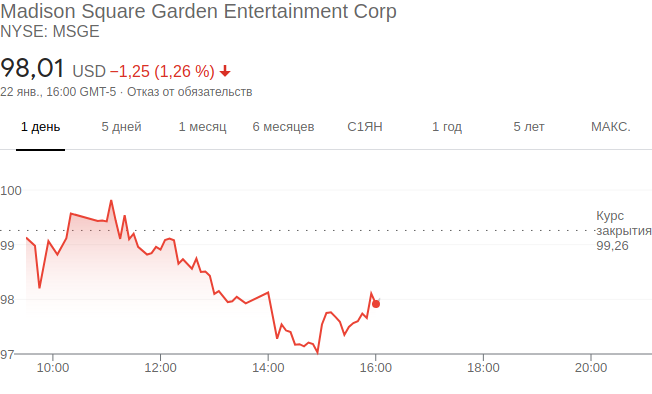 Madison Square Garden Entertainment Corp
NYSE: MSGE
98,01 USD −1,25 (1,26 %)
22 янв., 16:00 GMT-5 · Отказ от обязательств
1 день 5 дней 1 месяц 6 месяцев С1ЯН 1 год 5 лет МАКС.
100
Курс
закрытия
99
99,26
98
97
10:00 12:00 14:00 16:00 18:00 20:00